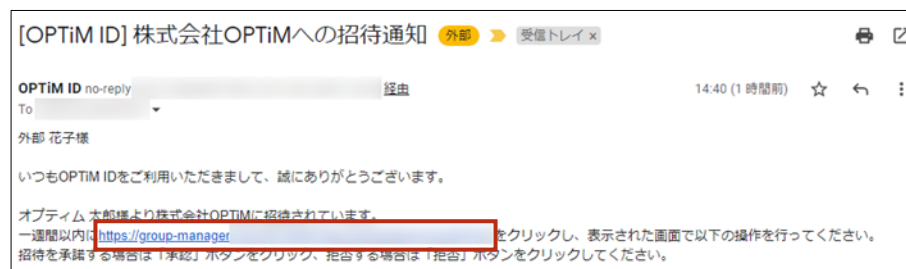 [OPTiM ID] 株式会社OPTiMへの招待通知 外部 受信トレイ ×
OPTiM ID no-reply 経由 14:40 (1 時間前)
To
外部 花子様
いつもOPTiM IDをご利用いただきまして、誠にありがとうございます。
オプティム 太郎様より株式会社OPTiMに招待されています。
一週間以内にhttps://group-manager をクリックし、表示された画面で以下の操作を行ってください。
招待を承諾する場合は「承認」ボタンをクリック、拒否する場合は「拒否」ボタンをクリックしてください。